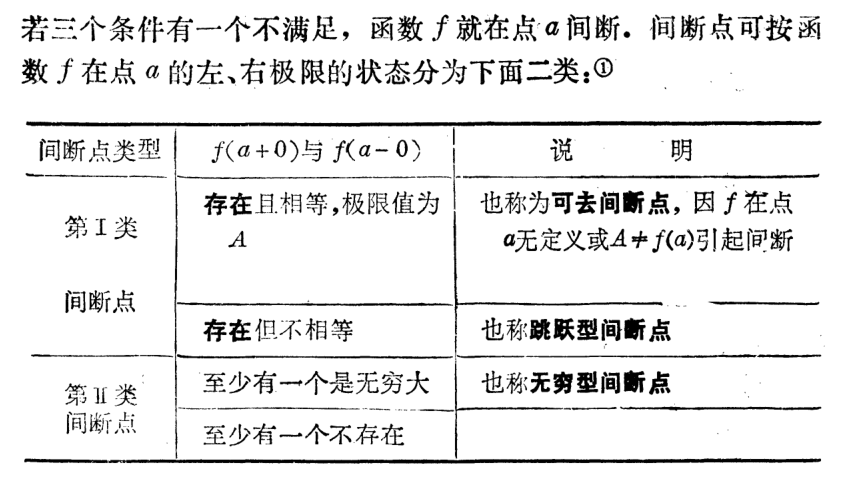 若三个条件有一个不满足，函数 f 就在点 a 间断．间断点可按函
数 f 在点 a 的左、右极限的状态分为下面二类：①
间断点类型 f(a+0)与 f(a-0) 说 明
第Ⅰ类
间断点
存在且相等，极限值为
A
也称为可去间断点，因 f 在点
a无定义或A≠f(a)引起间断
存在但不相等 也称跳跃型间断点
第Ⅱ类
间断点
至少有一个是无穷大 也称无穷型间断点
至少有一个不存在